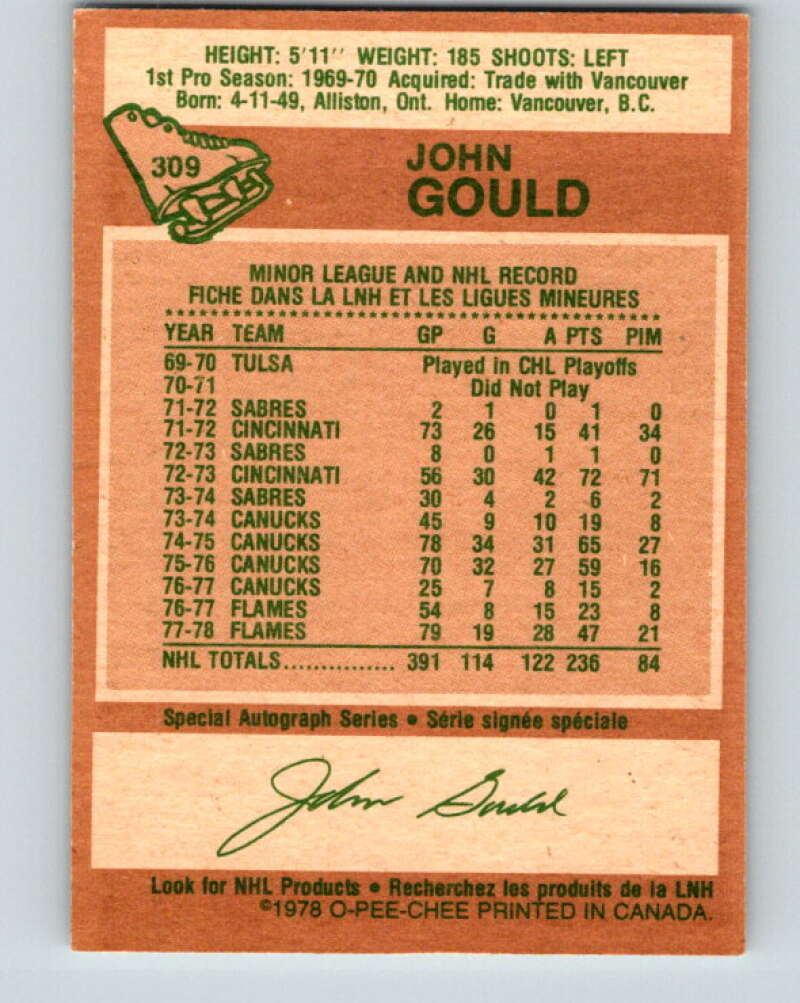 HEIGHT: 5'11'' WEIGHT: 185 SHOOTS: LEFT
1st Pro Season: 1969-70 Acquired: Trade with Vancouver
Born: 4-11-49, Alliston, Ont. Home: Vancouver, B.C.
309
JOHN
GOULD
MINOR LEAGUE AND NHL RECORD
FICHE DANS LA LNH ET LES LIGUES MINEURES
YEAR TEAM GP G A PTS PIM
69-70 TULSA Played in CHL Playoffs
70-71 Did Not Play
71-72 SABRES 2 1 0 1 0
71-72 CINCINNATI 73 26 15 41 34
72-73 SABRES 8 0 1 1 0
72-73 CINCINNATI 56 30 42 72 71
73-74 SABRES 30 4 2 6 2
73-74 CANUCKS 45 9 10 19 8
74-75 CANUCKS 78 34 31 65 27
75-76 CANUCKS 70 32 27 59 16
76-77 CANUCKS 25 7 8 15 2
76-77 FLAMES 54 8 15 23 8
77-78 FLAMES 79 19 28 47 21
NHL TOTALS............... 391 114 122 236 84
Special Autograph Series • Série signée spéciale
John Gould
Look for NHL Products • Recherchez les produits de la LNH
©1978 O-PEE-CHEE PRINTED IN CANADA.